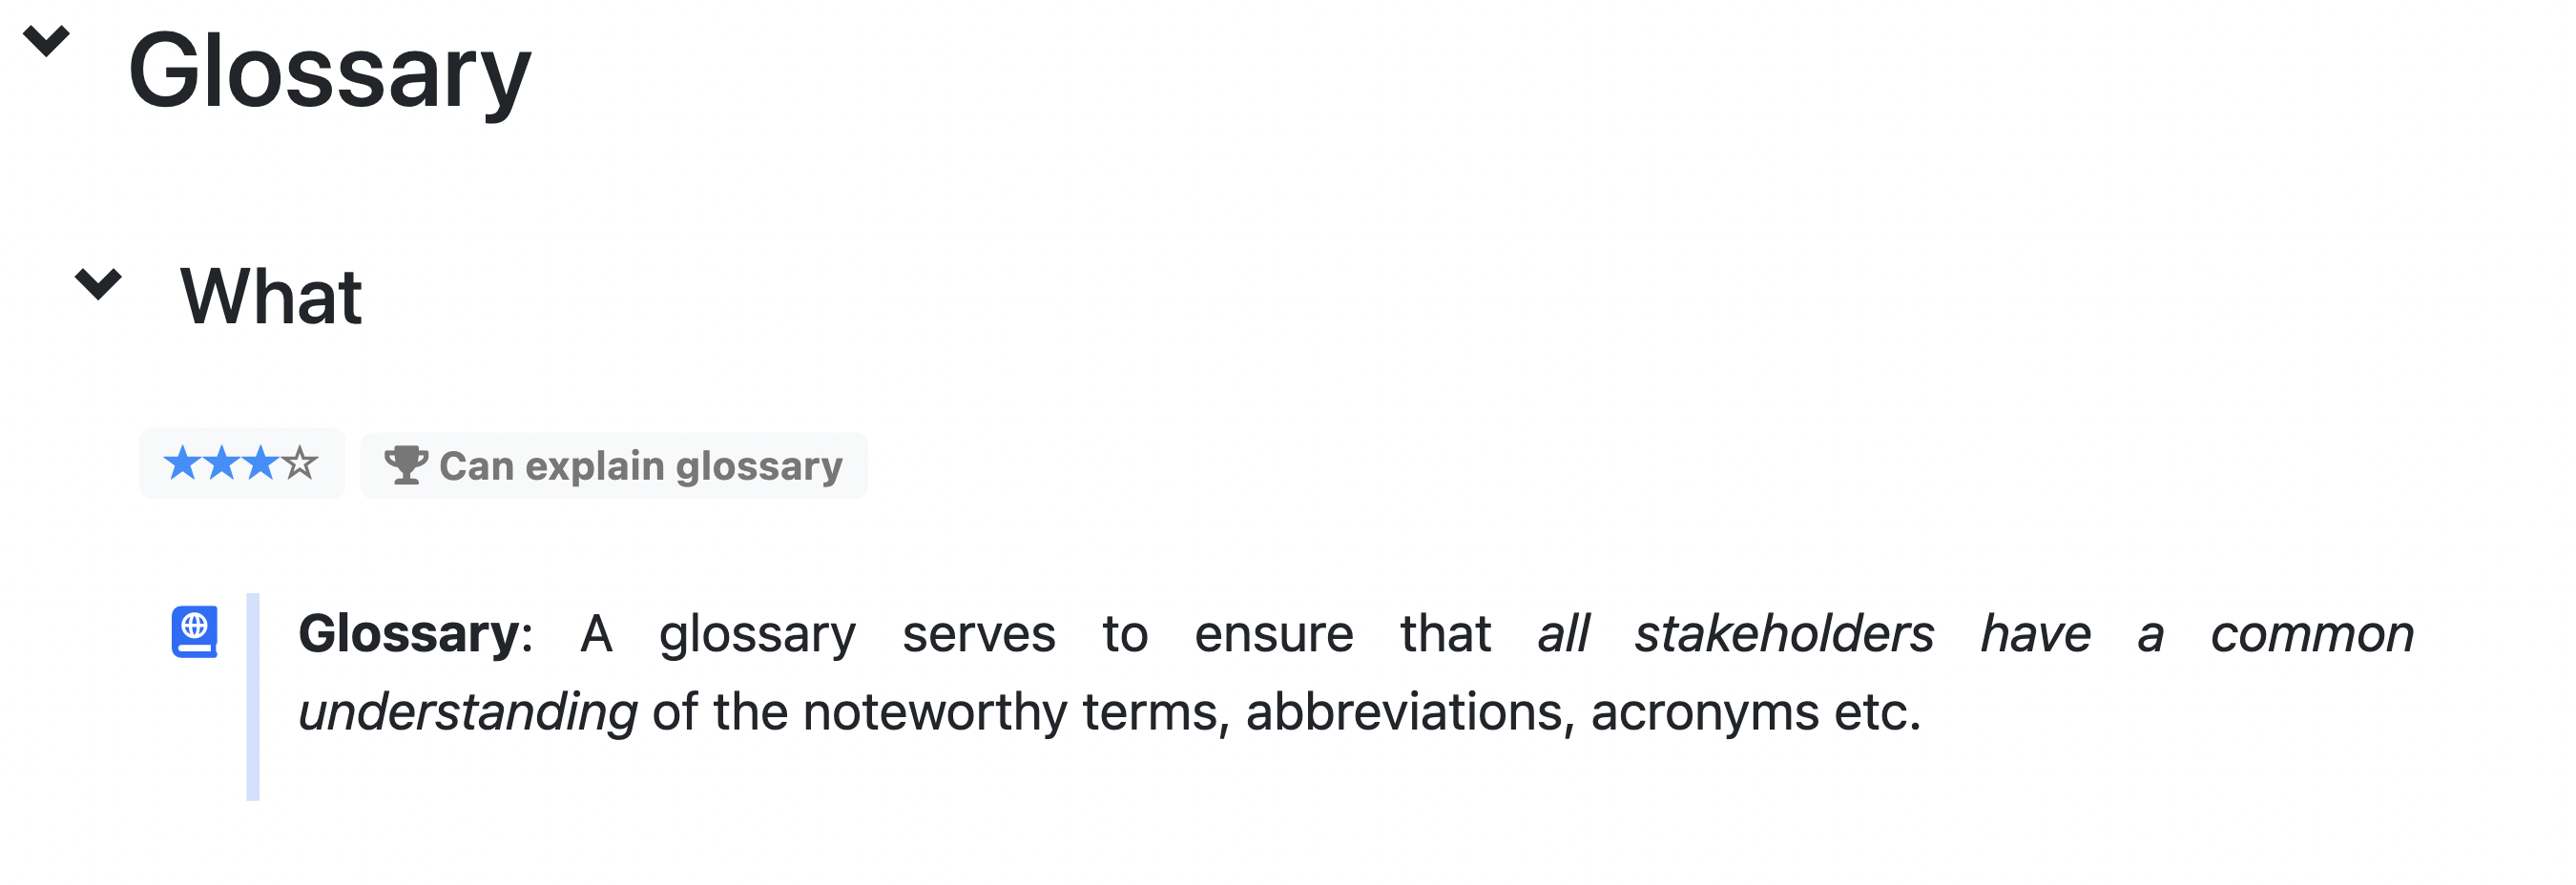 Glossary
What
★★★☆ Can explain glossary
Glossary: A glossary serves to ensure that all stakeholders have a common
understanding of the noteworthy terms, abbreviations, acronyms etc.